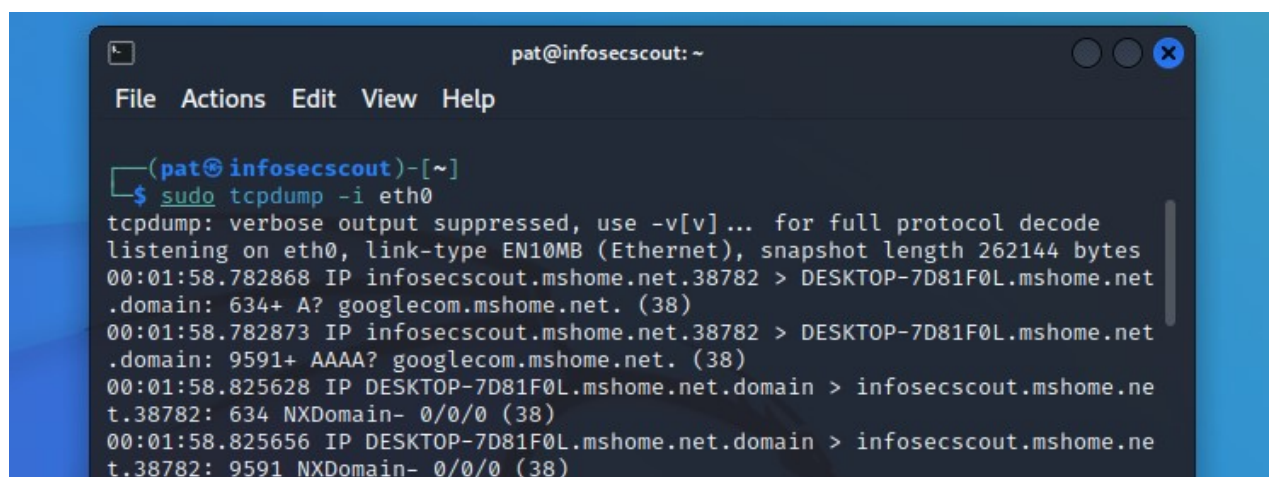 pat@infosecscout: ~
File Actions Edit View Help
(pat㉿infosecscout)-[~]
$ sudo tcpdump -i eth0
tcpdump: verbose output suppressed, use -v[v]... for full protocol decode
listening on eth0, link-type EN10MB (Ethernet), snapshot length 262144 bytes
00:01:58.782868 IP infosecscout.mshome.net.38782 > DESKTOP-7D81F0L.mshome.net
.domain: 634+ A? googlecom.mshome.net. (38)
00:01:58.782873 IP infosecscout.mshome.net.38782 > DESKTOP-7D81F0L.mshome.net
.domain: 9591+ AAAA? googlecom.mshome.net. (38)
00:01:58.825628 IP DESKTOP-7D81F0L.mshome.net.domain > infosecscout.mshome.ne
t.38782: 634 NXDomain- 0/0/0 (38)
00:01:58.825656 IP DESKTOP-7D81F0L.mshome.net.domain > infosecscout.mshome.ne
t.38782: 9591 NXDomain- 0/0/0 (38)